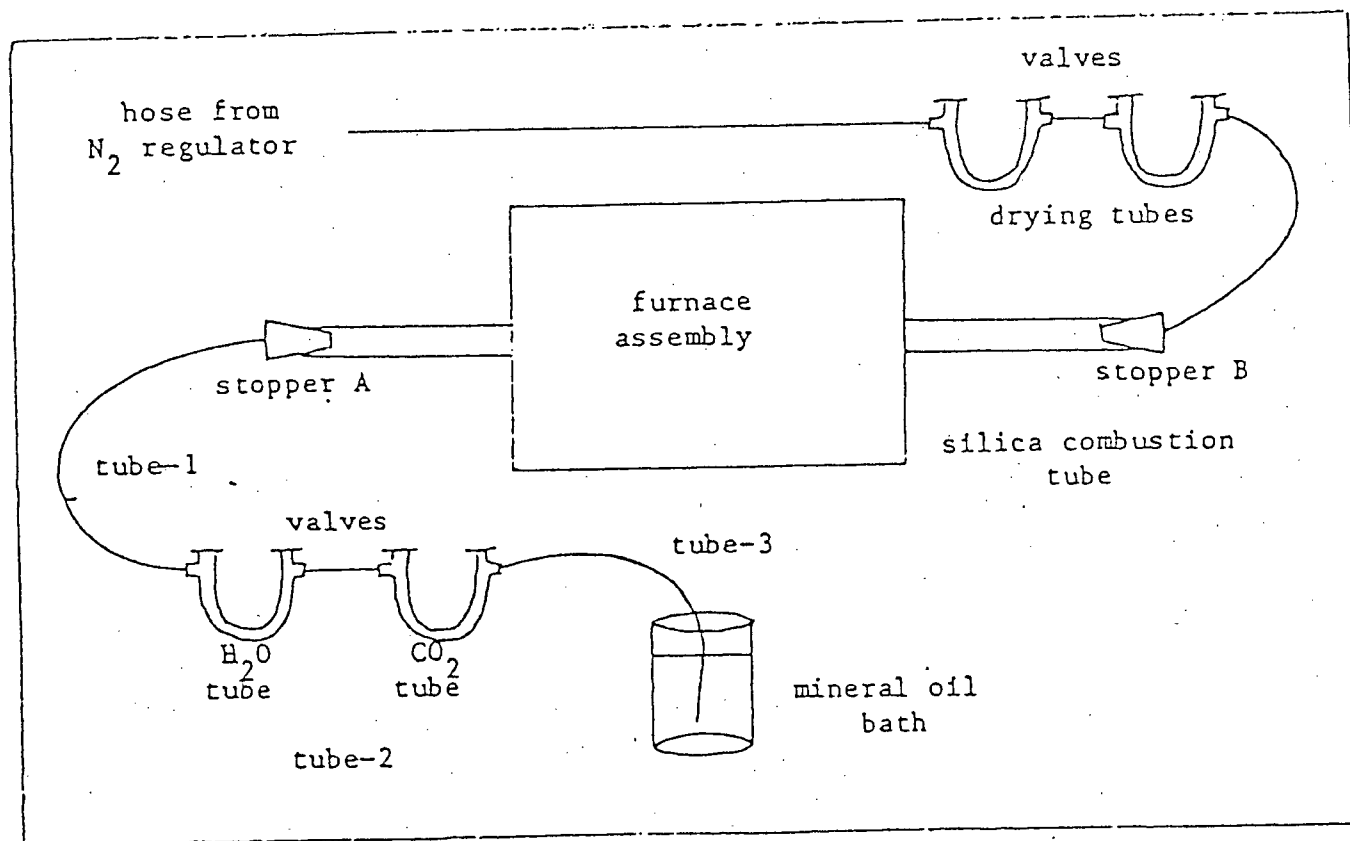 valves
hose from
N2 regulator
drying tubes
furnace
assembly
stopper A
stopper B
silica combustion
tube
tube-1
valves
tube-3
H2O
tube
CO2
tube
mineral oil
bath
tube-2